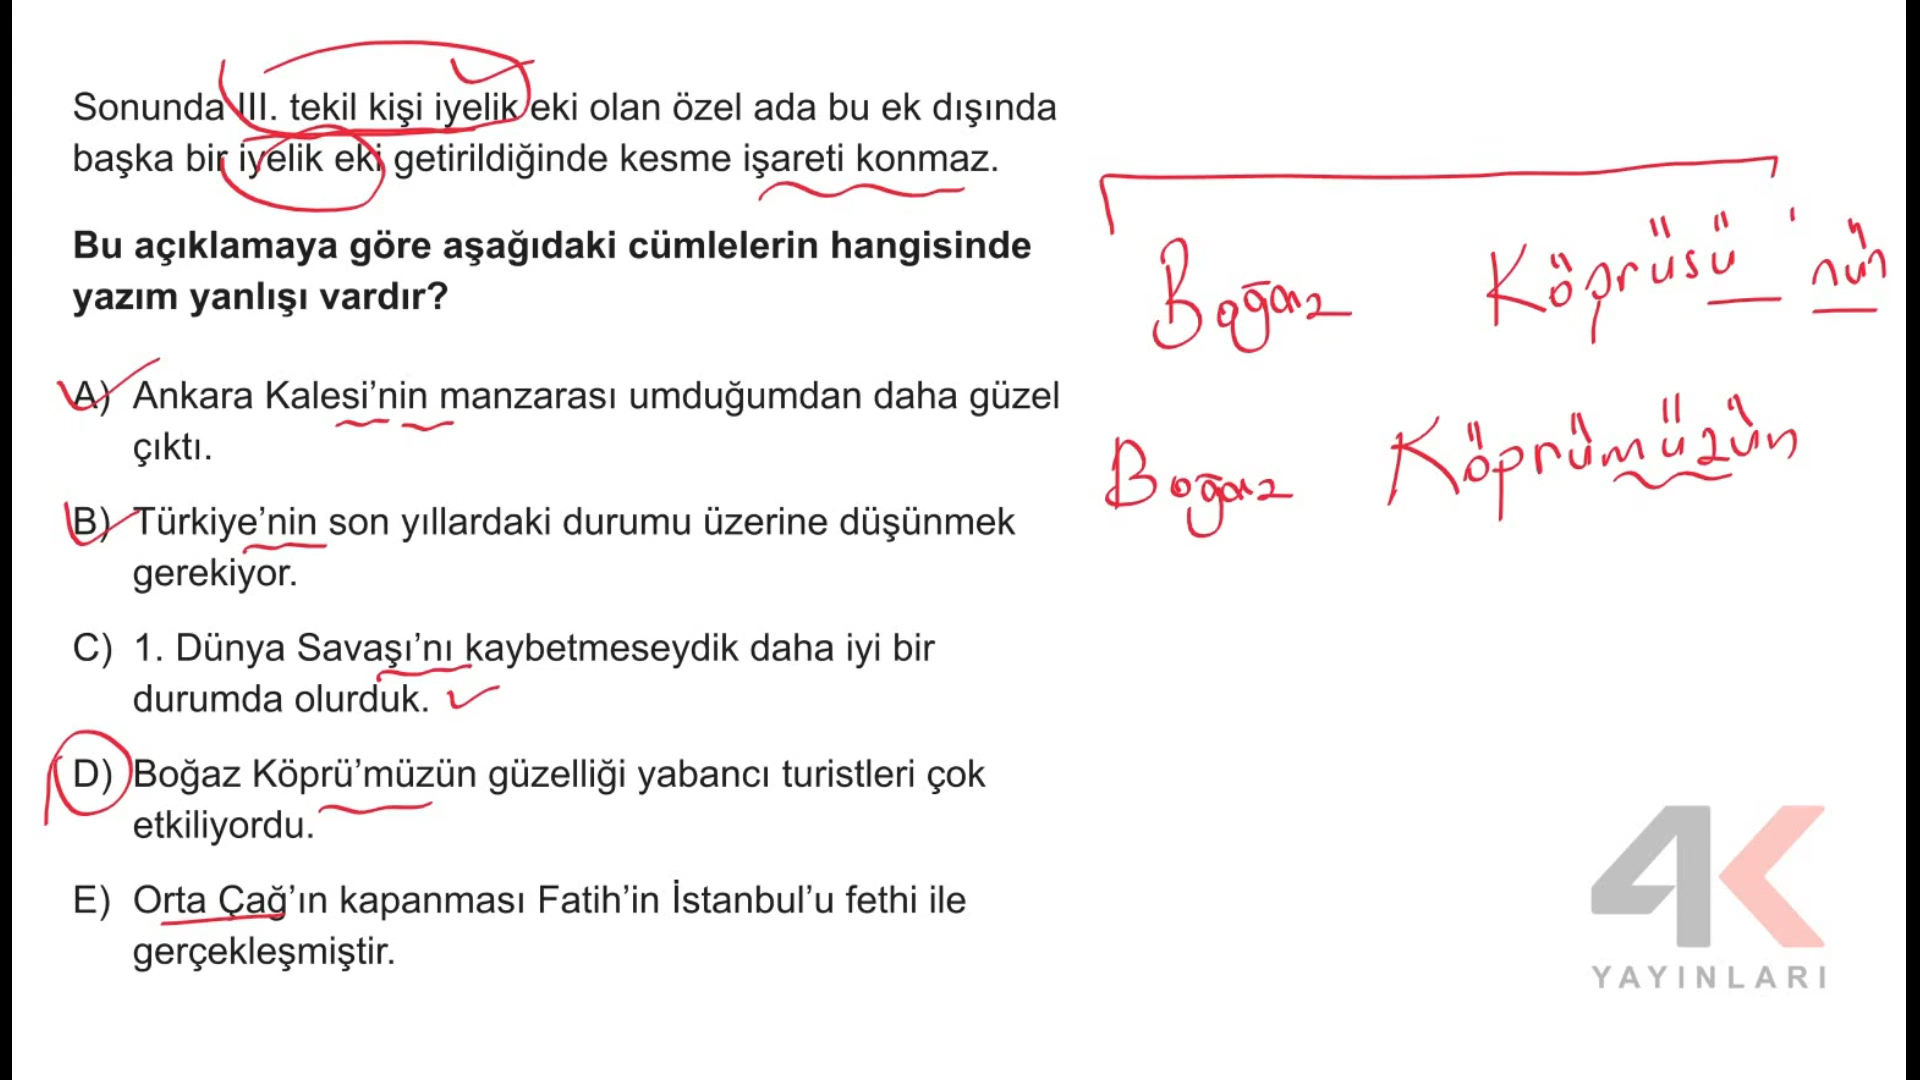 Sonunda III. tekil kişi iyelik eki olan özel ada bu ek dışında
başka bir iyelik eki getirildiğinde kesme işareti konmaz.
Bu açıklamaya göre aşağıdaki cümlelerin hangisinde
yazım yanlışı vardır?
A) Ankara Kalesi’nin manzarası umduğumdan daha güzel
çıktı.
B) Türkiye’nin son yıllardaki durumu üzerine düşünmek
gerekiyor.
C) 1. Dünya Savaşı’nı kaybetmeseydik daha iyi bir
durumda olurduk.
D) Boğaz Köprü’müzün güzelliği yabancı turistleri çok
etkiliyordu.
E) Orta Çağ’ın kapanması Fatih’in İstanbul’u fethi ile
gerçekleşmiştir.
Boğaz Köprüsü'nün
Boğaz Köprümüzün
4K
YAYINLARI